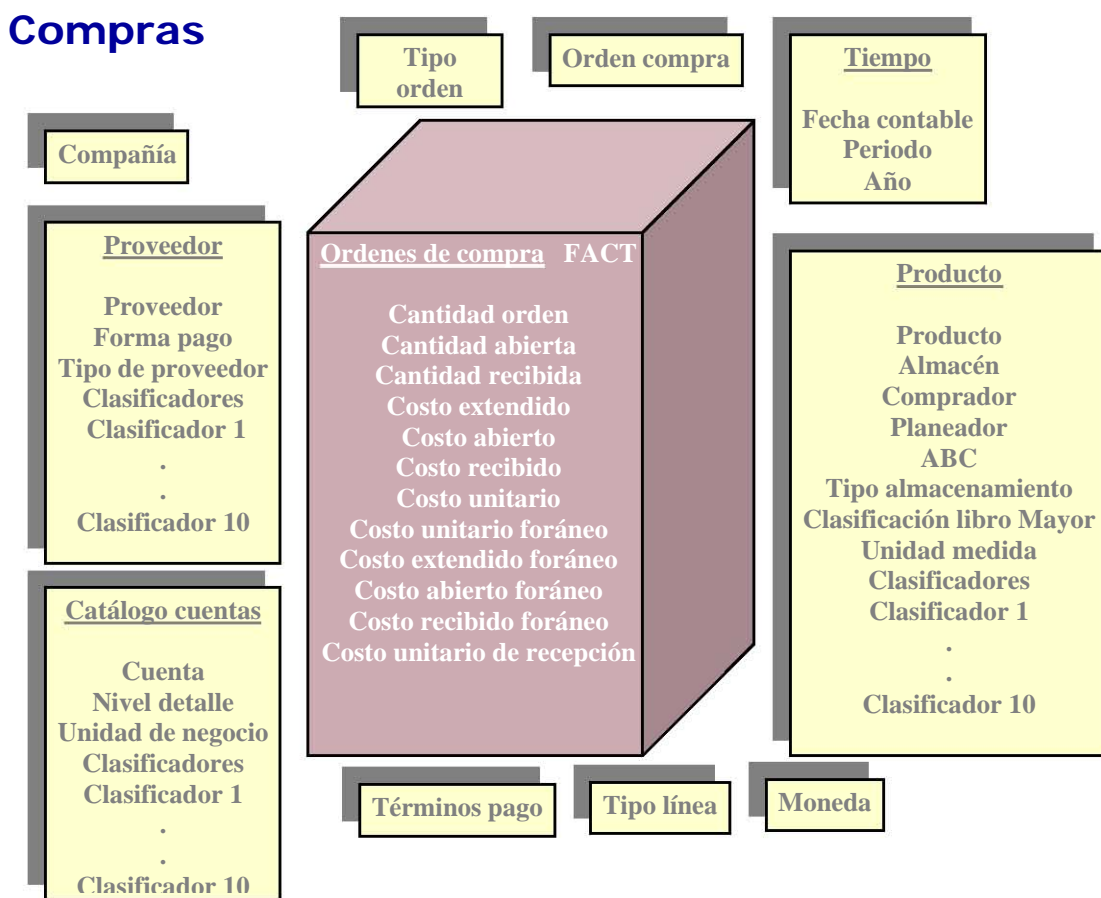 Compras
Tipo
orden
Orden compra
Tiempo
Fecha contable
Periodo
Año
Compañía
Proveedor
Proveedor
Forma pago
Tipo de proveedor
Clasificadores
Clasificador 1
.
.
Clasificador 10
Ordenes de compra FACT
Cantidad orden
Cantidad abierta
Cantidad recibida
Costo extendido
Costo abierto
Costo recibido
Costo unitario
Costo unitario foráneo
Costo extendido foráneo
Costo abierto foráneo
Costo recibido foráneo
Costo unitario de recepción
Producto
Producto
Almacén
Comprador
Planeador
ABC
Tipo almacenamiento
Clasificación libro Mayor
Unidad medida
Clasificadores
Clasificador 1
.
.
Clasificador 10
Catálogo cuentas
Cuenta
Nivel detalle
Unidad de negocio
Clasificadores
Clasificador 1
.
.
Clasificador 10
Términos pago
Tipo línea
Moneda